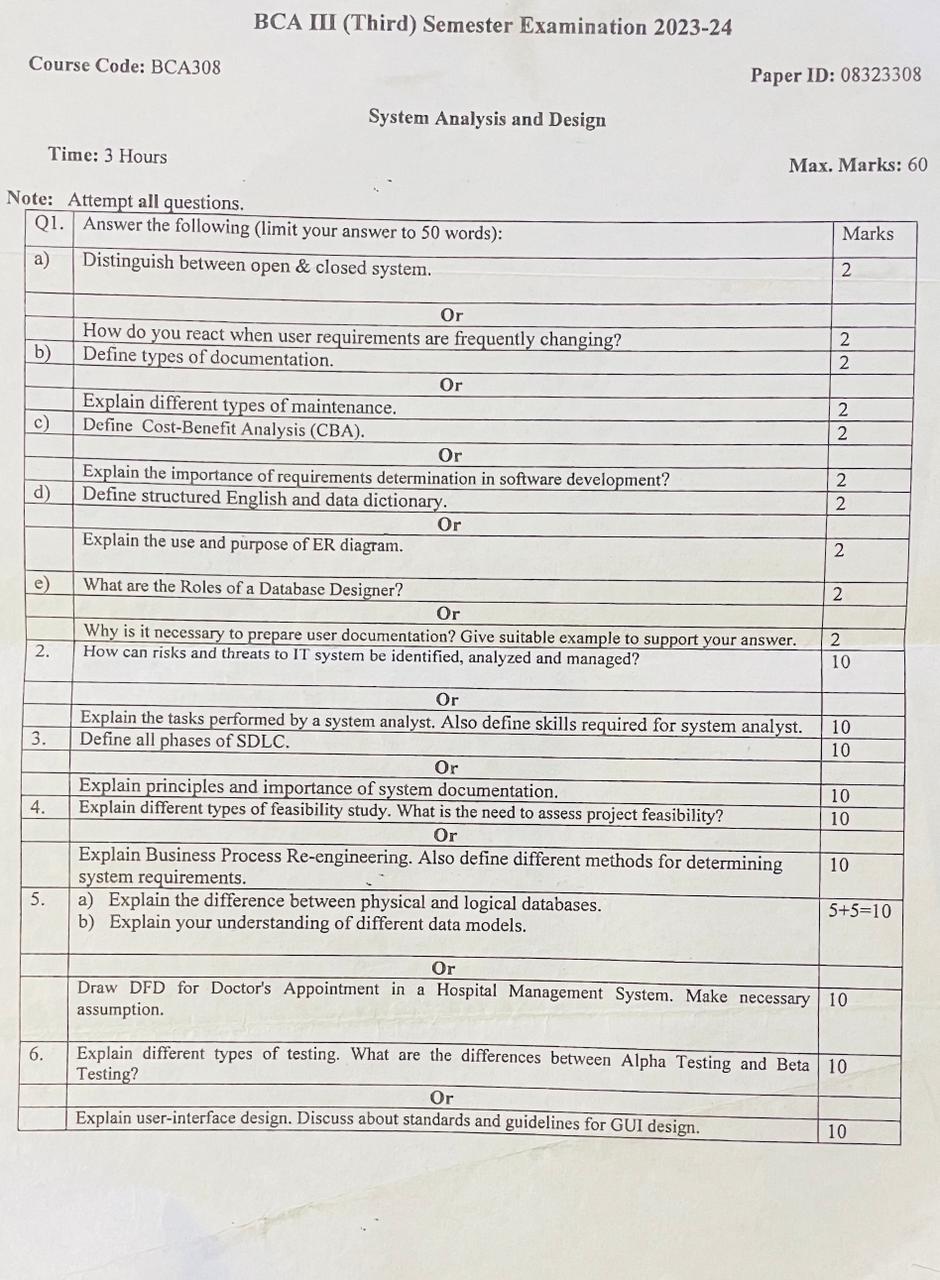 BCA III (Third) Semester Examination 2023-24
Course Code: BCA308
Paper ID: 08323308
System Analysis and Design
Time: 3 Hours
Max. Marks: 60
Note: Attempt all questions.
Q1. Answer the following (limit your answer to 50 words): Marks
a) Distinguish between open & closed system. 2
Or
How do you react when user requirements are frequently changing? 2
b) Define types of documentation. 2
Or
Explain different types of maintenance. 2
c) Define Cost-Benefit Analysis (CBA). 2
Or
Explain the importance of requirements determination in software development? 2
d) Define structured English and data dictionary. 2
Or
Explain the use and purpose of ER diagram. 2
e) What are the Roles of a Database Designer? 2
Or
Why is it necessary to prepare user documentation? Give suitable example to support your answer. 2
2. How can risks and threats to IT system be identified, analyzed and managed? 10
Or
Explain the tasks performed by a system analyst. Also define skills required for system analyst. 10
3. Define all phases of SDLC. 10
Or
Explain principles and importance of system documentation. 10
4. Explain different types of feasibility study. What is the need to assess project feasibility? 10
Or
Explain Business Process Re-engineering. Also define different methods for determining 10
system requirements.
5. a) Explain the difference between physical and logical databases. 5+5=10
b) Explain your understanding of different data models.
Or
Draw DFD for Doctor's Appointment in a Hospital Management System. Make necessary 10
assumption.
6. Explain different types of testing. What are the differences between Alpha Testing and Beta 10
Testing?
Or
Explain user-interface design. Discuss about standards and guidelines for GUI design. 10